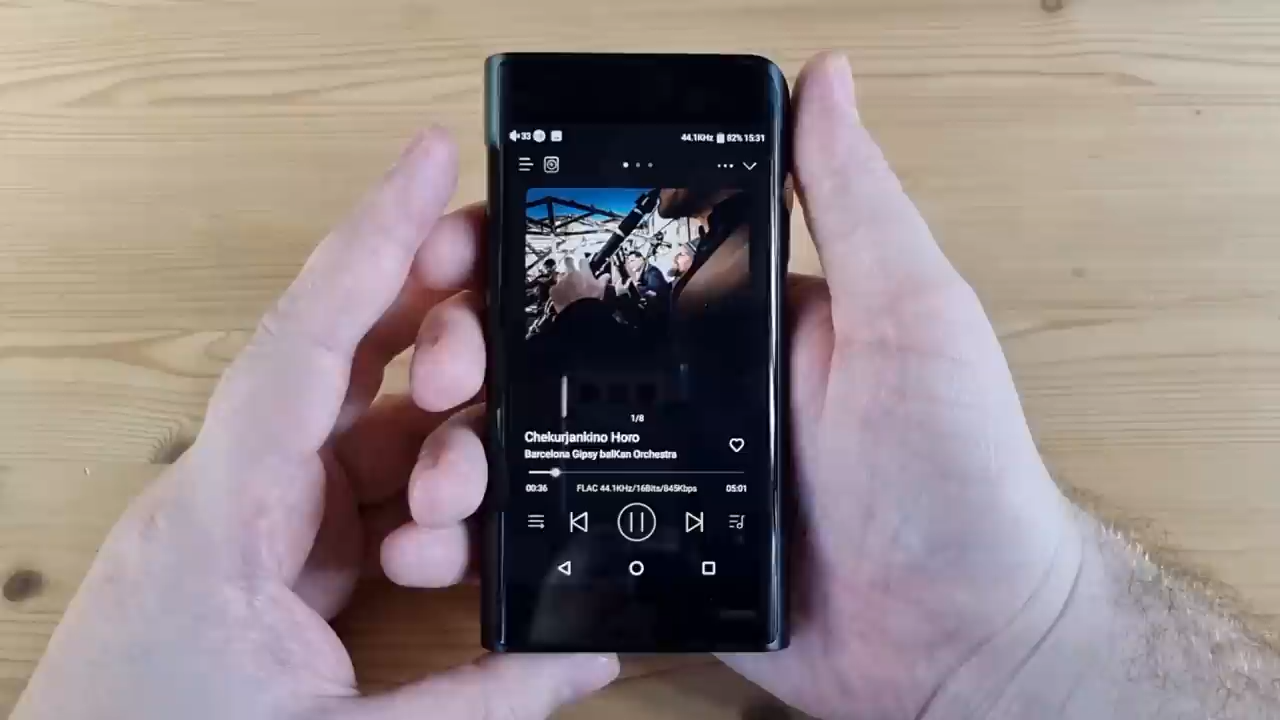 33
44.1KHz 82% 15:31
1/8
Chekurjankino Horo
Barcelona Gipsy balKan Orchestra
00:36 FLAC 44.1KHz/16Bits/845Kbps 05:01